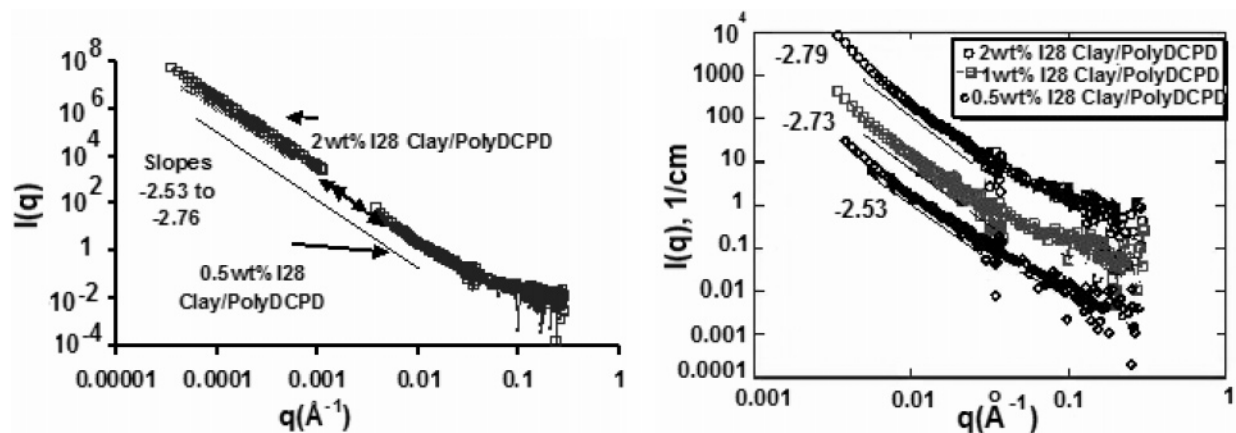 10^8
10^6
10^4
10^2
1
10^-2
10^-4
I(q)
2wt% I28 Clay/PolyDCPD
Slopes
-2.53 to
-2.76
0.5wt% I28
Clay/PolyDCPD
0.00001
0.001
0.01
0.1
1
q(Å^-1)
10^4
1000
100
10
1
0.1
0.01
0.001
0.0001
I(q), 1/cm
2wt% I28 Clay/PolyDCPD
1wt% I28 Clay/PolyDCPD
0.5wt% I28 Clay/PolyDCPD
-2.79
-2.73
-2.53
0.001
0.01
0.1
1
q(Å^-1)